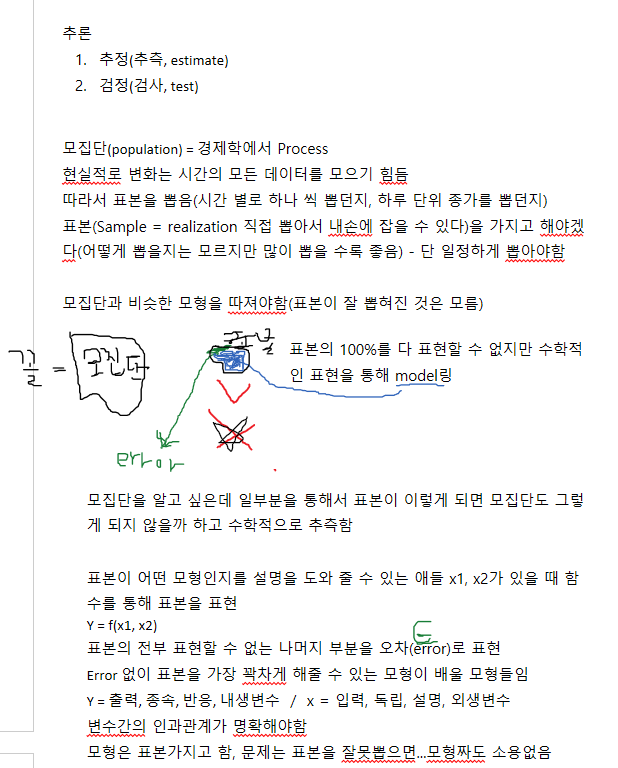 추론
1. 추정(추측, estimate)
2. 검정(검사, test)
모집단(population) = 경제학에서 Process
현실적로 변화는 시간의 모든 데이터를 모으기 힘듬
따라서 표본을 뽑음(시간 별로 하나 씩 뽑던지, 하루 단위 종가를 뽑던지)
표본(Sample = realization 직접 뽑아서 내손에 잡을 수 있다)을 가지고 해야겠
다(어떻게 뽑을지는 모르지만 많이 뽑을 수록 좋음) - 단 일정하게 뽑아야함
모집단과 비슷한 모형을 따져야함(표본이 잘 뽑혀진 것은 모름)
꼴 = 모집단
표본의 100%를 다 표현할 수 없지만 수학적
인 표현을 통해 model링
error
모집단을 알고 싶은데 일부분을 통해서 표본이 이렇게 되면 모집단도 그렇
게 되지 않을까 하고 수학적으로 추측함
표본이 어떤 모형인지를 설명을 도와 줄 수 있는 애들 x1, x2가 있을 때 함
수를 통해 표본을 표현
Y = f(x1, x2)
E
표본의 전부 표현할 수 없는 나머지 부분을 오차(error)로 표현
Error 없이 표본을 가장 꽉차게 해줄 수 있는 모형이 배울 모형들임
Y = 출력, 종속, 반응, 내생변수 / x = 입력, 독립, 설명, 외생변수
변수간의 인과관계가 명확해야함
모형은 표본가지고 함, 문제는 표본을 잘못뽑으면...모형짜도 소용없음